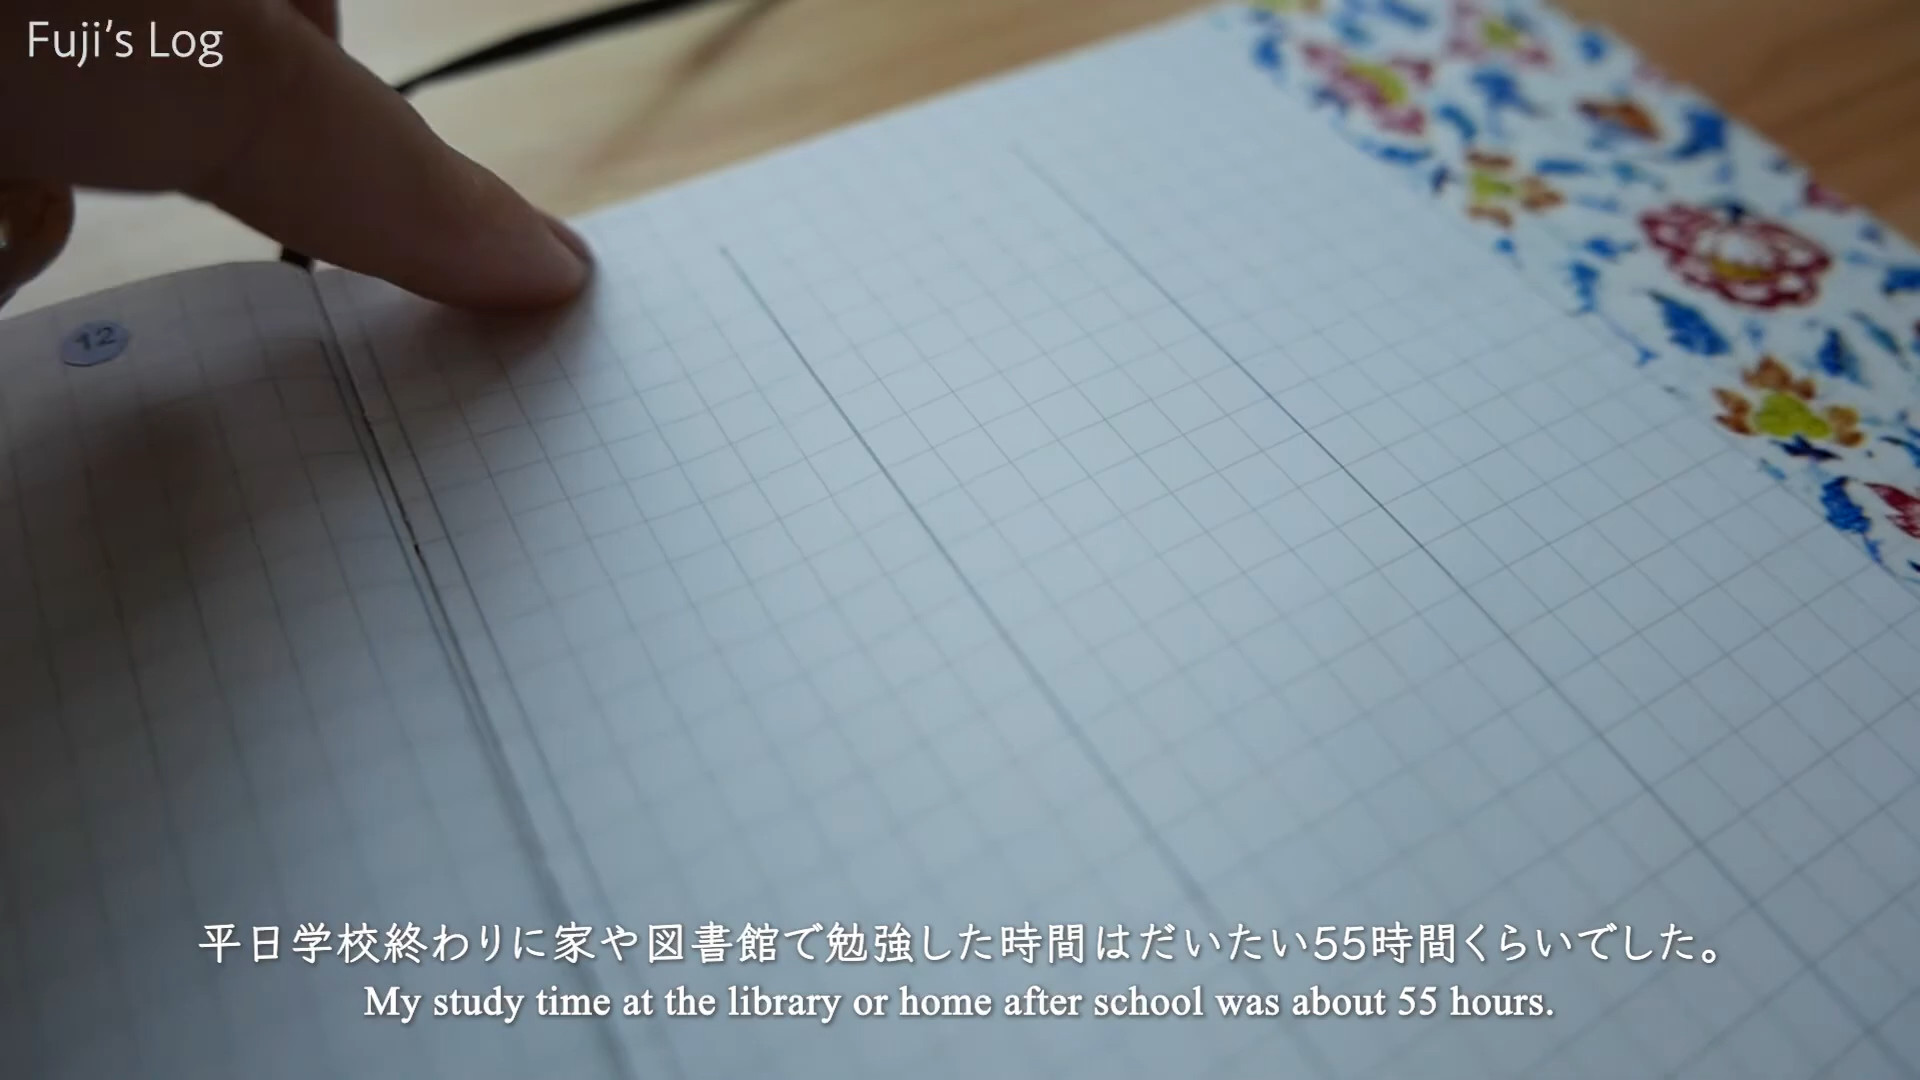 Fuji's Log
12
平日学校終わりに家や図書館で勉強した時間はだいたい55時間くらいでした。
My study time at the library or home after school was about 55 hours.